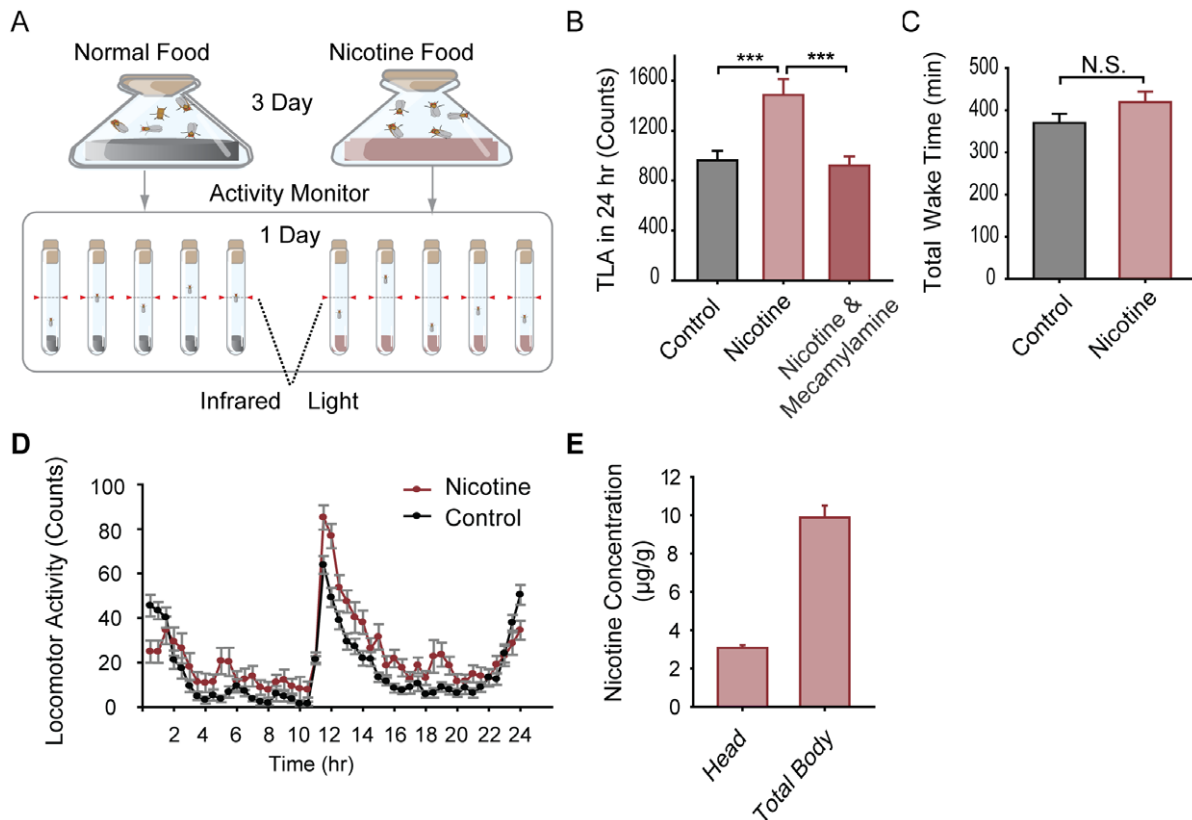 A
Normal Food
Nicotine Food
3 Day
Activity Monitor
1 Day
Infrared Light
B
TLA in 24 hr (Counts)
1600
1200
800
400
0
*** ***
Control
Nicotine
Nicotine &
Mecamylamine
C
Total Wake Time (min)
500
400
300
200
100
0
N.S.
Control
Nicotine
D
Locomotor Activity (Counts)
100
80
60
40
20
0
Nicotine
Control
2 4 6 8 10 12 14 16 18 20 22 24
Time (hr)
E
Nicotine Concentration
(µg/g)
12
10
8
6
4
2
0
Head
Total Body